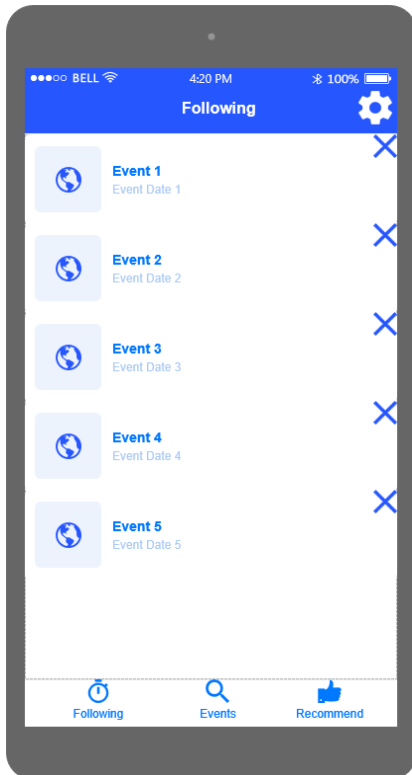 BELL 4:20 PM 100%
Following
Event 1
Event Date 1
Event 2
Event Date 2
Event 3
Event Date 3
Event 4
Event Date 4
Event 5
Event Date 5
Following Events Recommend